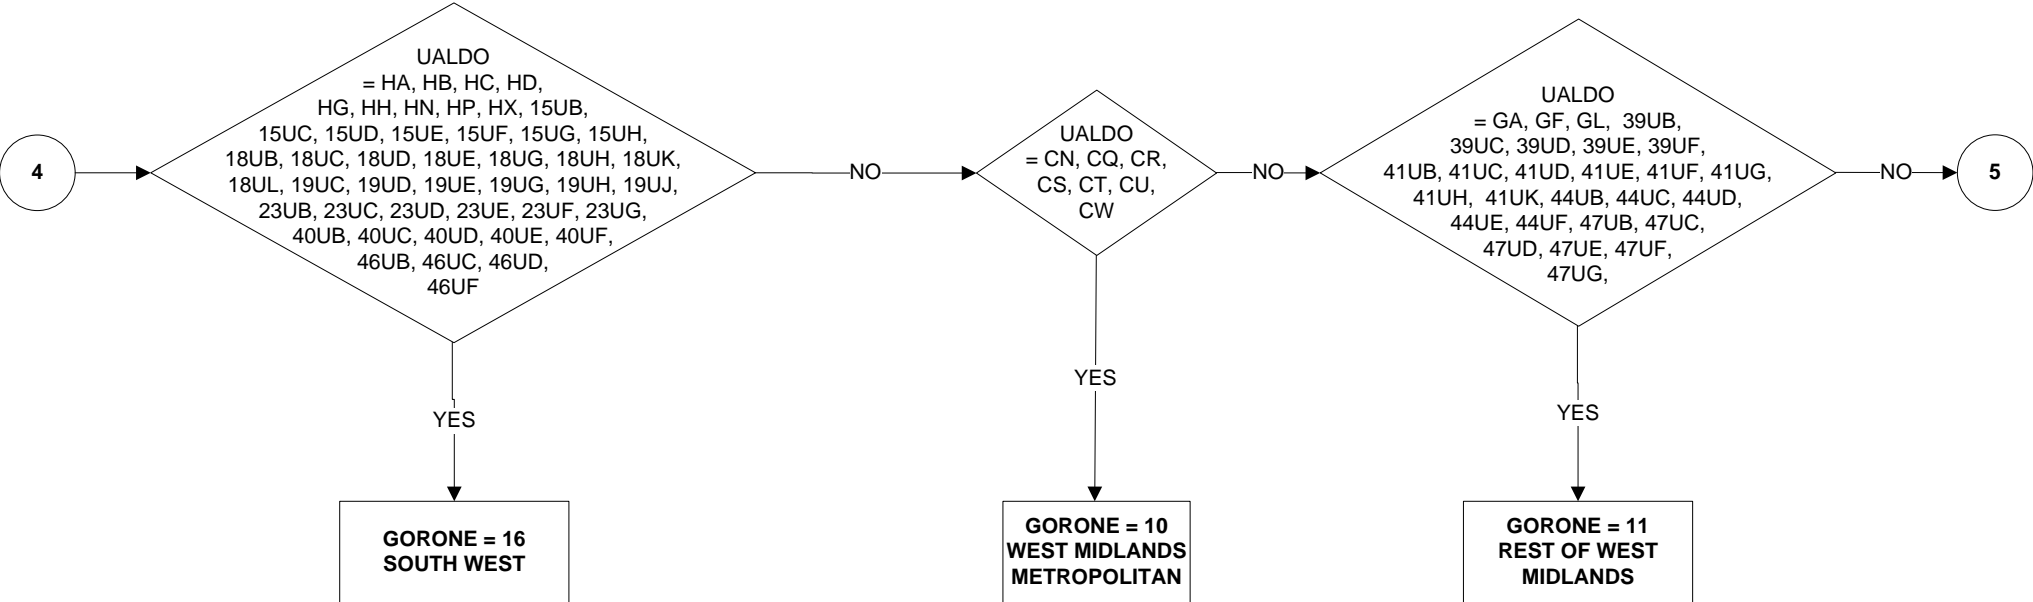 4
UALDO
= HA, HB, HC, HD,
HG, HH, HN, HP, HX, 15UB,
15UC, 15UD, 15UE, 15UF, 15UG, 15UH,
18UB, 18UC, 18UD, 18UE, 18UG, 18UH, 18UK,
18UL, 19UC, 19UD, 19UE, 19UG, 19UH, 19UJ,
23UB, 23UC, 23UD, 23UE, 23UF, 23UG,
40UB, 40UC, 40UD, 40UE, 40UF,
46UB, 46UC, 46UD,
46UF
NO
UALDO
= CN, CQ, CR,
CS, CT, CU,
CW
NO
UALDO
= GA, GF, GL,  39UB,
39UC, 39UD, 39UE, 39UF,
41UB, 41UC, 41UD, 41UE, 41UF, 41UG,
41UH,  41UK, 44UB, 44UC, 44UD,
44UE, 44UF, 47UB, 47UC,
47UD, 47UE, 47UF,
47UG,
NO
5
YES
YES
YES
GORONE = 16
SOUTH WEST
GORONE = 10
WEST MIDLANDS
METROPOLITAN
GORONE = 11
REST OF WEST
MIDLANDS